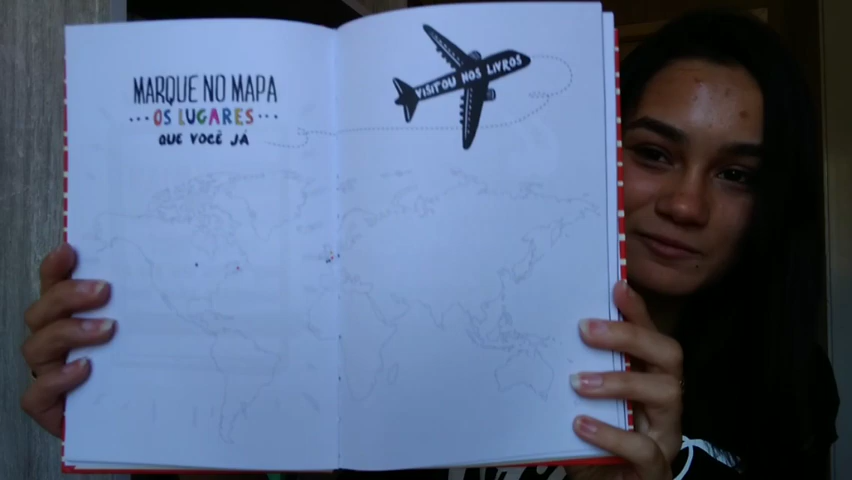 MARQUE NO MAPA
OS LUGARES
QUE VOCÊ JÁ
VISITOU NOS LIVROS